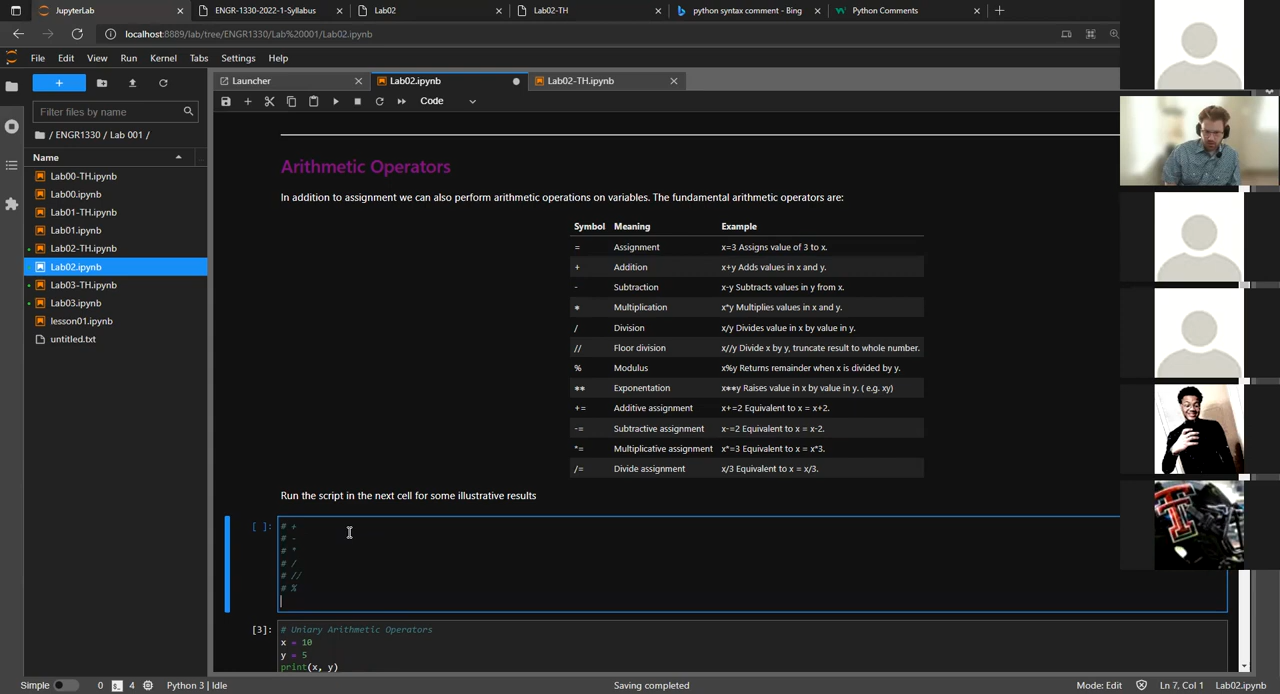 JupyterLab
ENGR-1330-2022-1-Syllabus
Lab02
Lab02-TH
python syntax comment - Bing
Python Comments
localhost:8889/lab/tree/ENGR1330/Lab%20001/Lab02.ipynb
File Edit View Run Kernel Tabs Settings Help
Launcher
Lab02.ipynb
Lab02-TH.ipynb
Code
Filter files by name
/ ENGR1330 / Lab 001 /
Name
Lab00-TH.ipynb
Lab00.ipynb
Lab01-TH.ipynb
Lab01.ipynb
Lab02-TH.ipynb
Lab02.ipynb
Lab03-TH.ipynb
Lab03.ipynb
lesson01.ipynb
untitled.txt
Arithmetic Operators
In addition to assignment we can also perform arithmetic operations on variables. The fundamental arithmetic operators are:
Symbol Meaning Example
= Assignment x=3 Assigns value of 3 to x.
+ Addition x+y Adds values in x and y.
- Subtraction x-y Subtracts values in y from x.
* Multiplication x*y Multiplies values in x and y.
/ Division x/y Divides value in x by value in y.
// Floor division x//y Divide x by y, truncate result to whole number.
% Modulus x%y Returns remainder when x is divided by y.
** Exponentation x**y Raises value in x by value in y. ( e.g. xy)
+= Additive assignment x+=2 Equivalent to x = x+2.
-= Subtractive assignment x-=2 Equivalent to x = x-2.
*= Multiplicative assignment x*=3 Equivalent to x = x*3.
/= Divide assignment x/3 Equivalent to x = x/3.
Run the script in the next cell for some illustrative results
[ ]:
# +
# -
# *
# /
# //
# %
[3]:
# Uniary Arithmetic Operators
x = 10
y = 5
print(x, y)
Simple 0 4 Python 3 | Idle Saving completed Mode: Edit Ln 7, Col 1 Lab02.ipynb